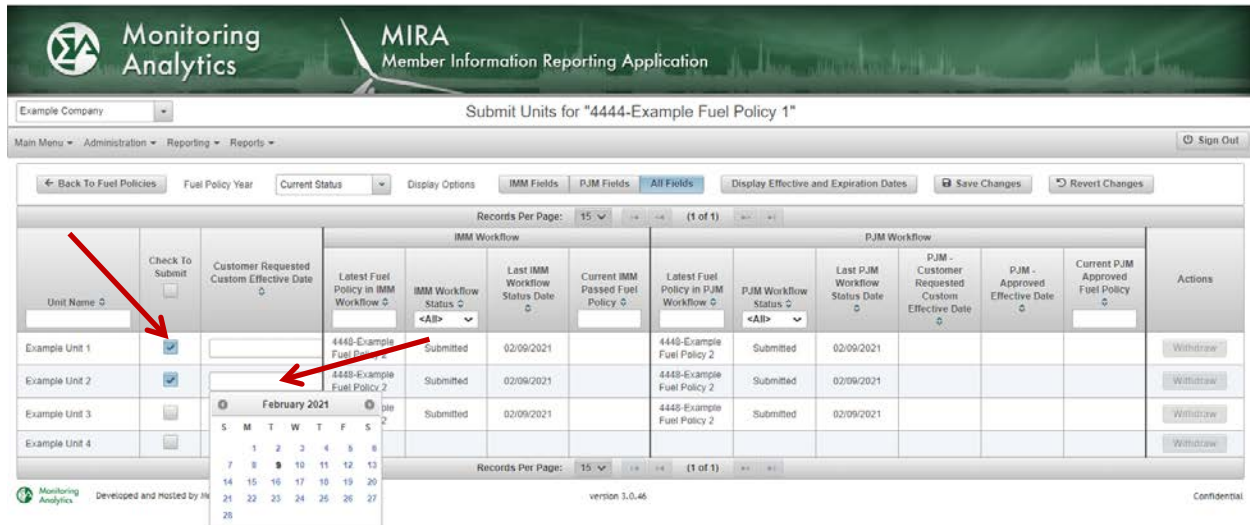 Monitoring Analytics
MIRA
Member Information Reporting Application
Example Company
Submit Units for "4444-Example Fuel Policy 1"
Main Menu Administration Reporting Reports Sign Out
Back To Fuel Policies Fuel Policy Year Current Status Display Options IMM Fields PJM Fields All Fields Display Effective and Expiration Dates Save Changes Revert Changes
Records Per Page: 15 (1 of 1)
IMM Workflow PJM Workflow
Unit Name Check To Submit Customer Requested Custom Effective Date Latest Fuel Policy in IMM Workflow IMM Workflow Status Last IMM Workflow Status Date Current IMM Passed Fuel Policy Latest Fuel Policy in PJM Workflow PJM Workflow Status Last PJM Workflow Status Date PJM - Customer Requested Custom Effective Date PJM - Approved Effective Date Current PJM Approved Fuel Policy Actions
<All> <All>
Example Unit 1 4448-Example Fuel Policy 2 Submitted 02/09/2021 4448-Example Fuel Policy 2 Submitted 02/09/2021 Withdraw
Example Unit 2 4448-Example Fuel Policy 2 Submitted 02/09/2021 4448-Example Fuel Policy 2 Submitted 02/09/2021 Withdraw
Example Unit 3 Submitted 02/09/2021 4448-Example Fuel Policy 2 Submitted 02/09/2021 Withdraw
Example Unit 4 Withdraw
February 2021
S M T W T F S
1 2 3 4 5 6
7 8 9 10 11 12 13
14 15 16 17 18 19 20
21 22 23 24 25 26 27
28
Records Per Page: 15 (1 of 1)
Monitoring Analytics Developed and Hosted by version 3.0.46 Confidential